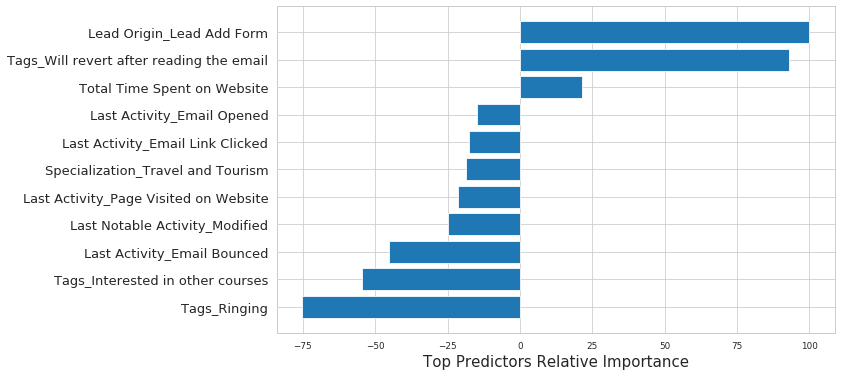 Lead Origin_Lead Add Form
Tags_Will revert after reading the email
Total Time Spent on Website
Last Activity_Email Opened
Last Activity_Email Link Clicked
Specialization_Travel and Tourism
Last Activity_Page Visited on Website
Last Notable Activity_Modified
Last Activity_Email Bounced
Tags_Interested in other courses
Tags_Ringing
−75 −50 −25 0 25 50 75 100
Top Predictors Relative Importance